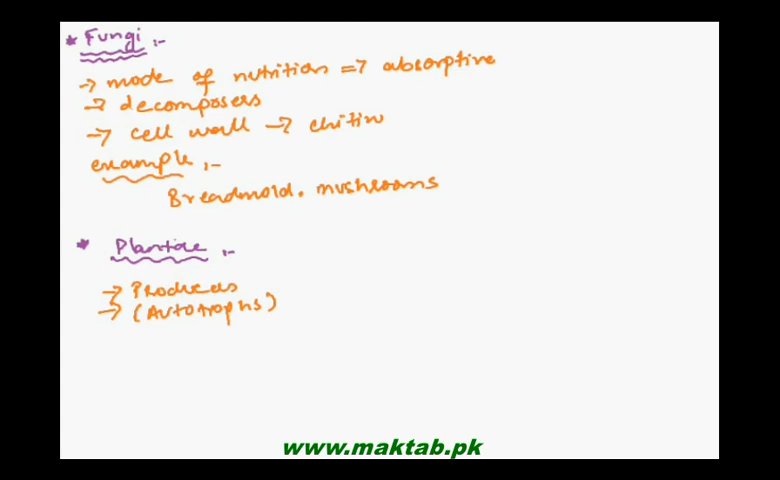 * Fungi :-
→ mode of nutrition => absorptive
→ decomposers
→ cell wall → chitin
example :-
Breadmold. mushrooms
* Plantae :-
→ Producers
→ (Autotrophs)
www.maktab.pk